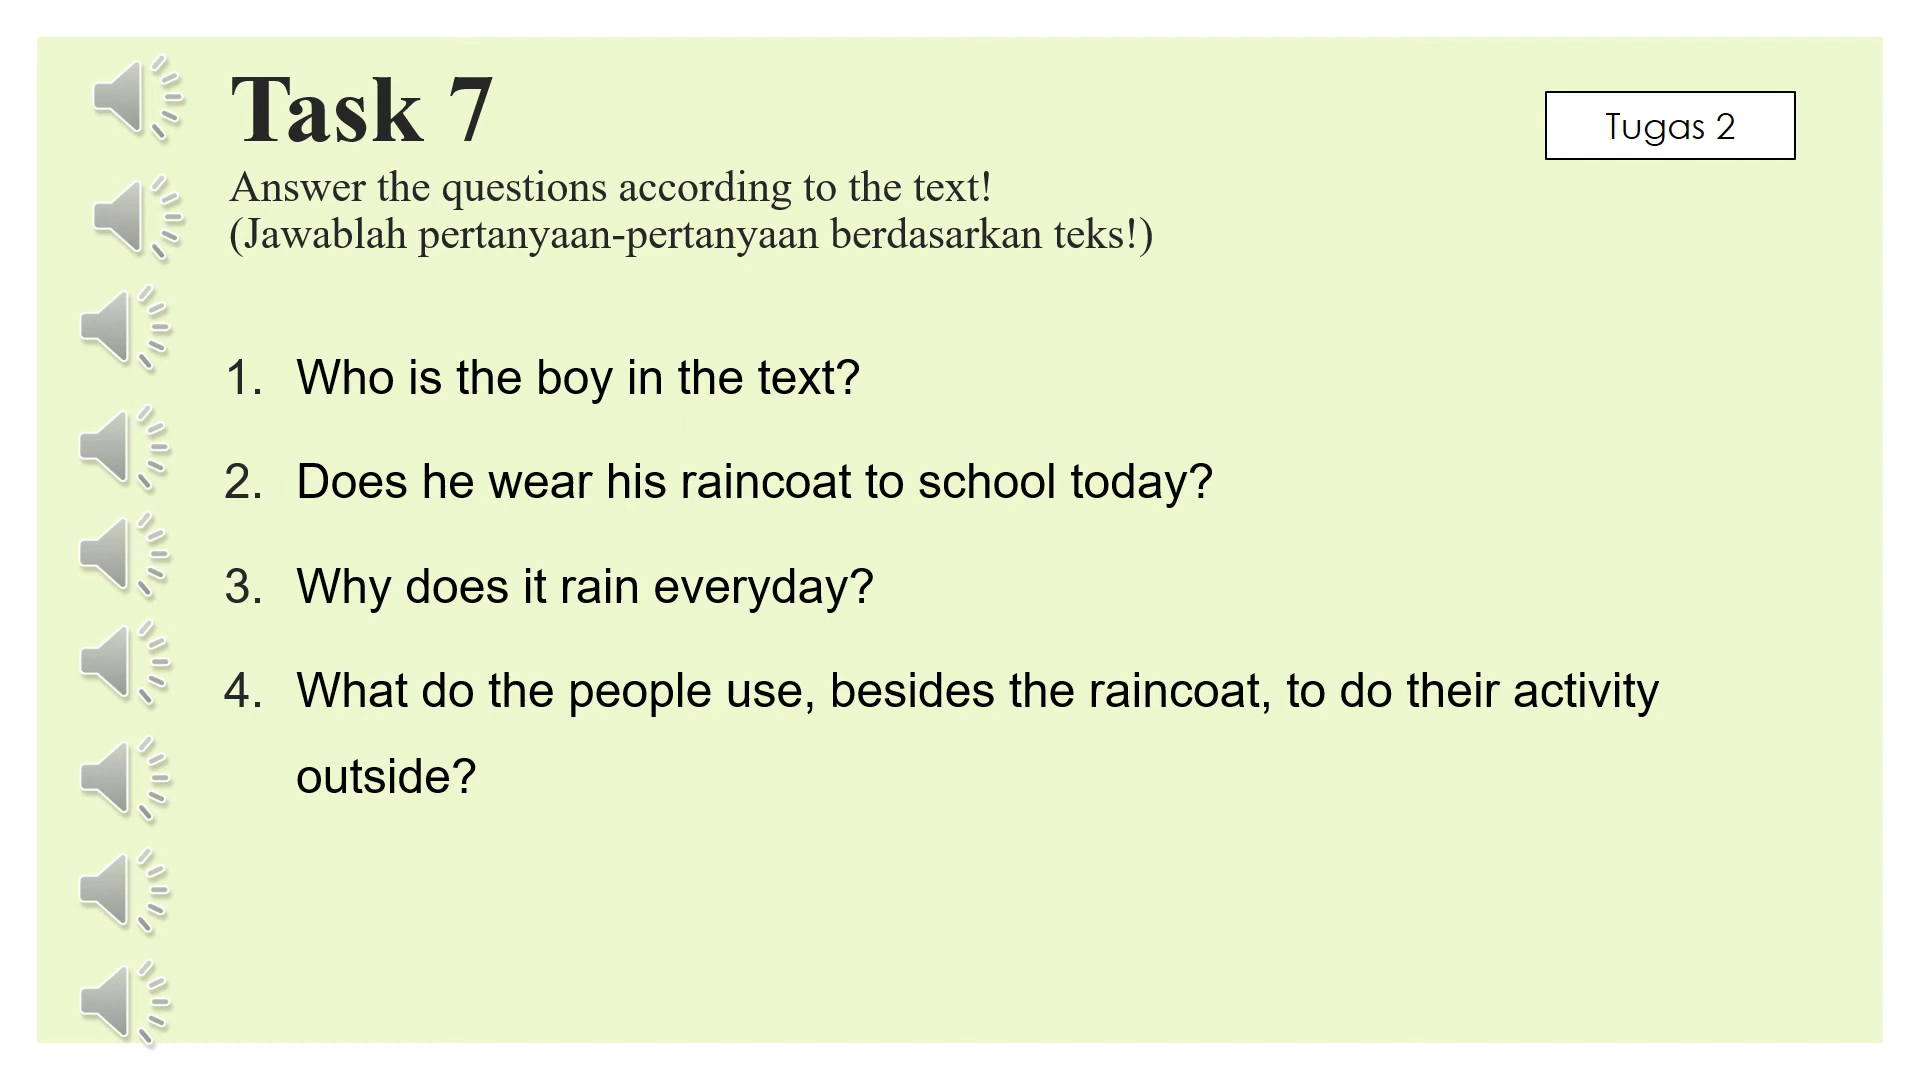 Task 7
Tugas 2
Answer the questions according to the text!
(Jawablah pertanyaan-pertanyaan berdasarkan teks!)
1. Who is the boy in the text?
2. Does he wear his raincoat to school today?
3. Why does it rain everyday?
4. What do the people use, besides the raincoat, to do their activity
outside?